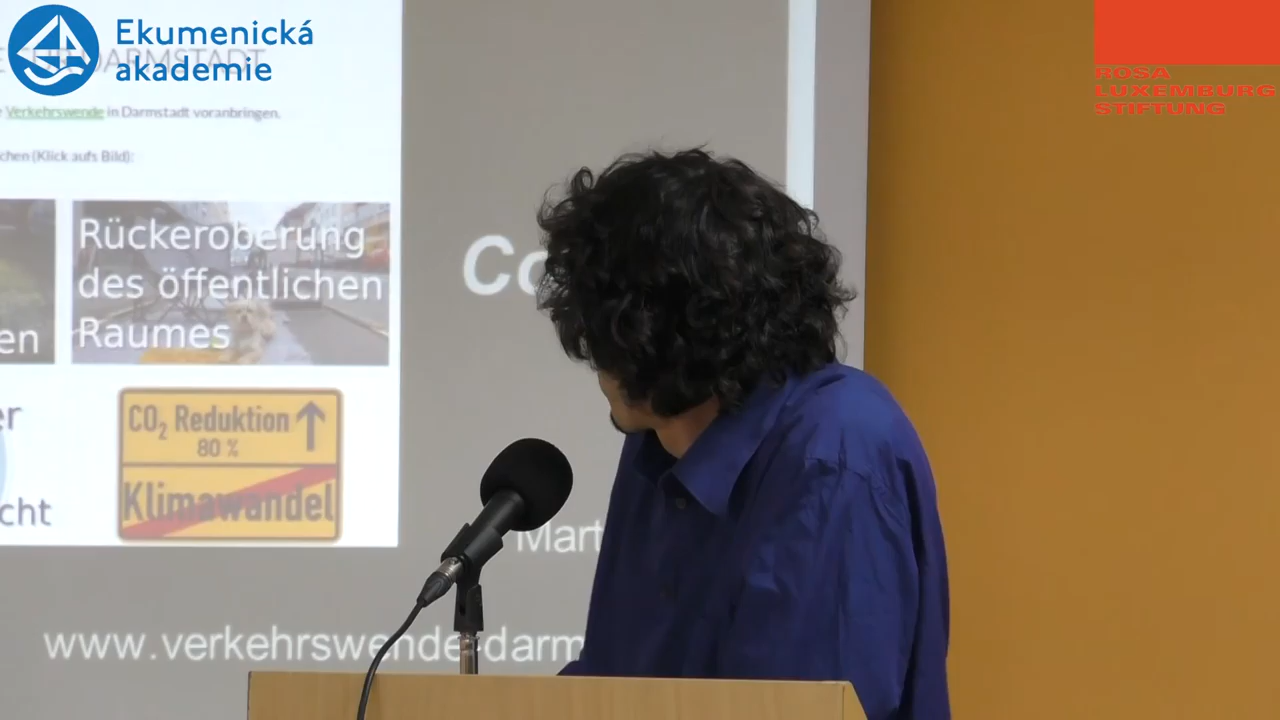 Ekumenická
akademie
ROSA
LUXEMBURG
STIFTUNG
DARMSTADT
Verkehrswende in Darmstadt voranbringen.
(Klick aufs Bild):
Rückeroberung
des öffentlichen
Raumes
en
er
cht
CO₂ Reduktion ↑
80 %
Klimawandel
Co
Mart
www.verkehrswende-darm